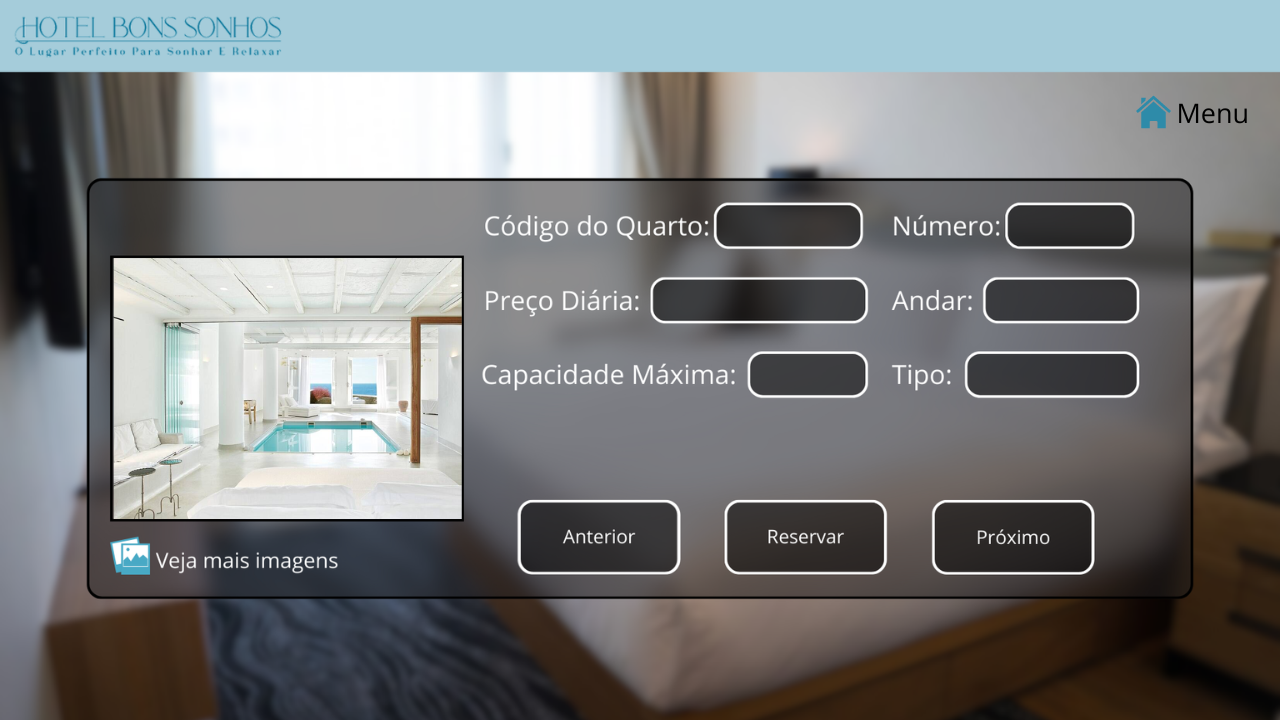 HOTEL BONS SONHOS
O Lugar Perfeito Para Sonhar E Relaxar
Menu
Código do Quarto:
Número:
Preço Diária:
Andar:
Capacidade Máxima:
Tipo:
Veja mais imagens
Anterior
Reservar
Próximo